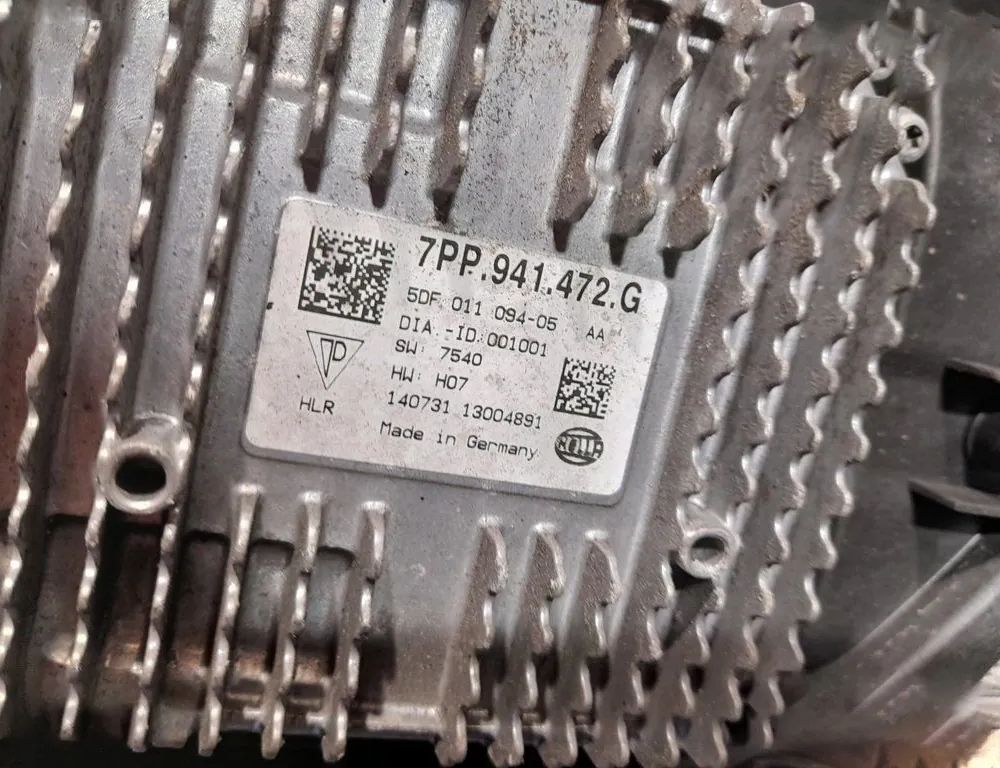 7PP.941.472.G
5DF 011 094-05 AA
DIA.-ID:001001
SW: 7540
HW: H07
140731 13004891
HLR
Made in Germany